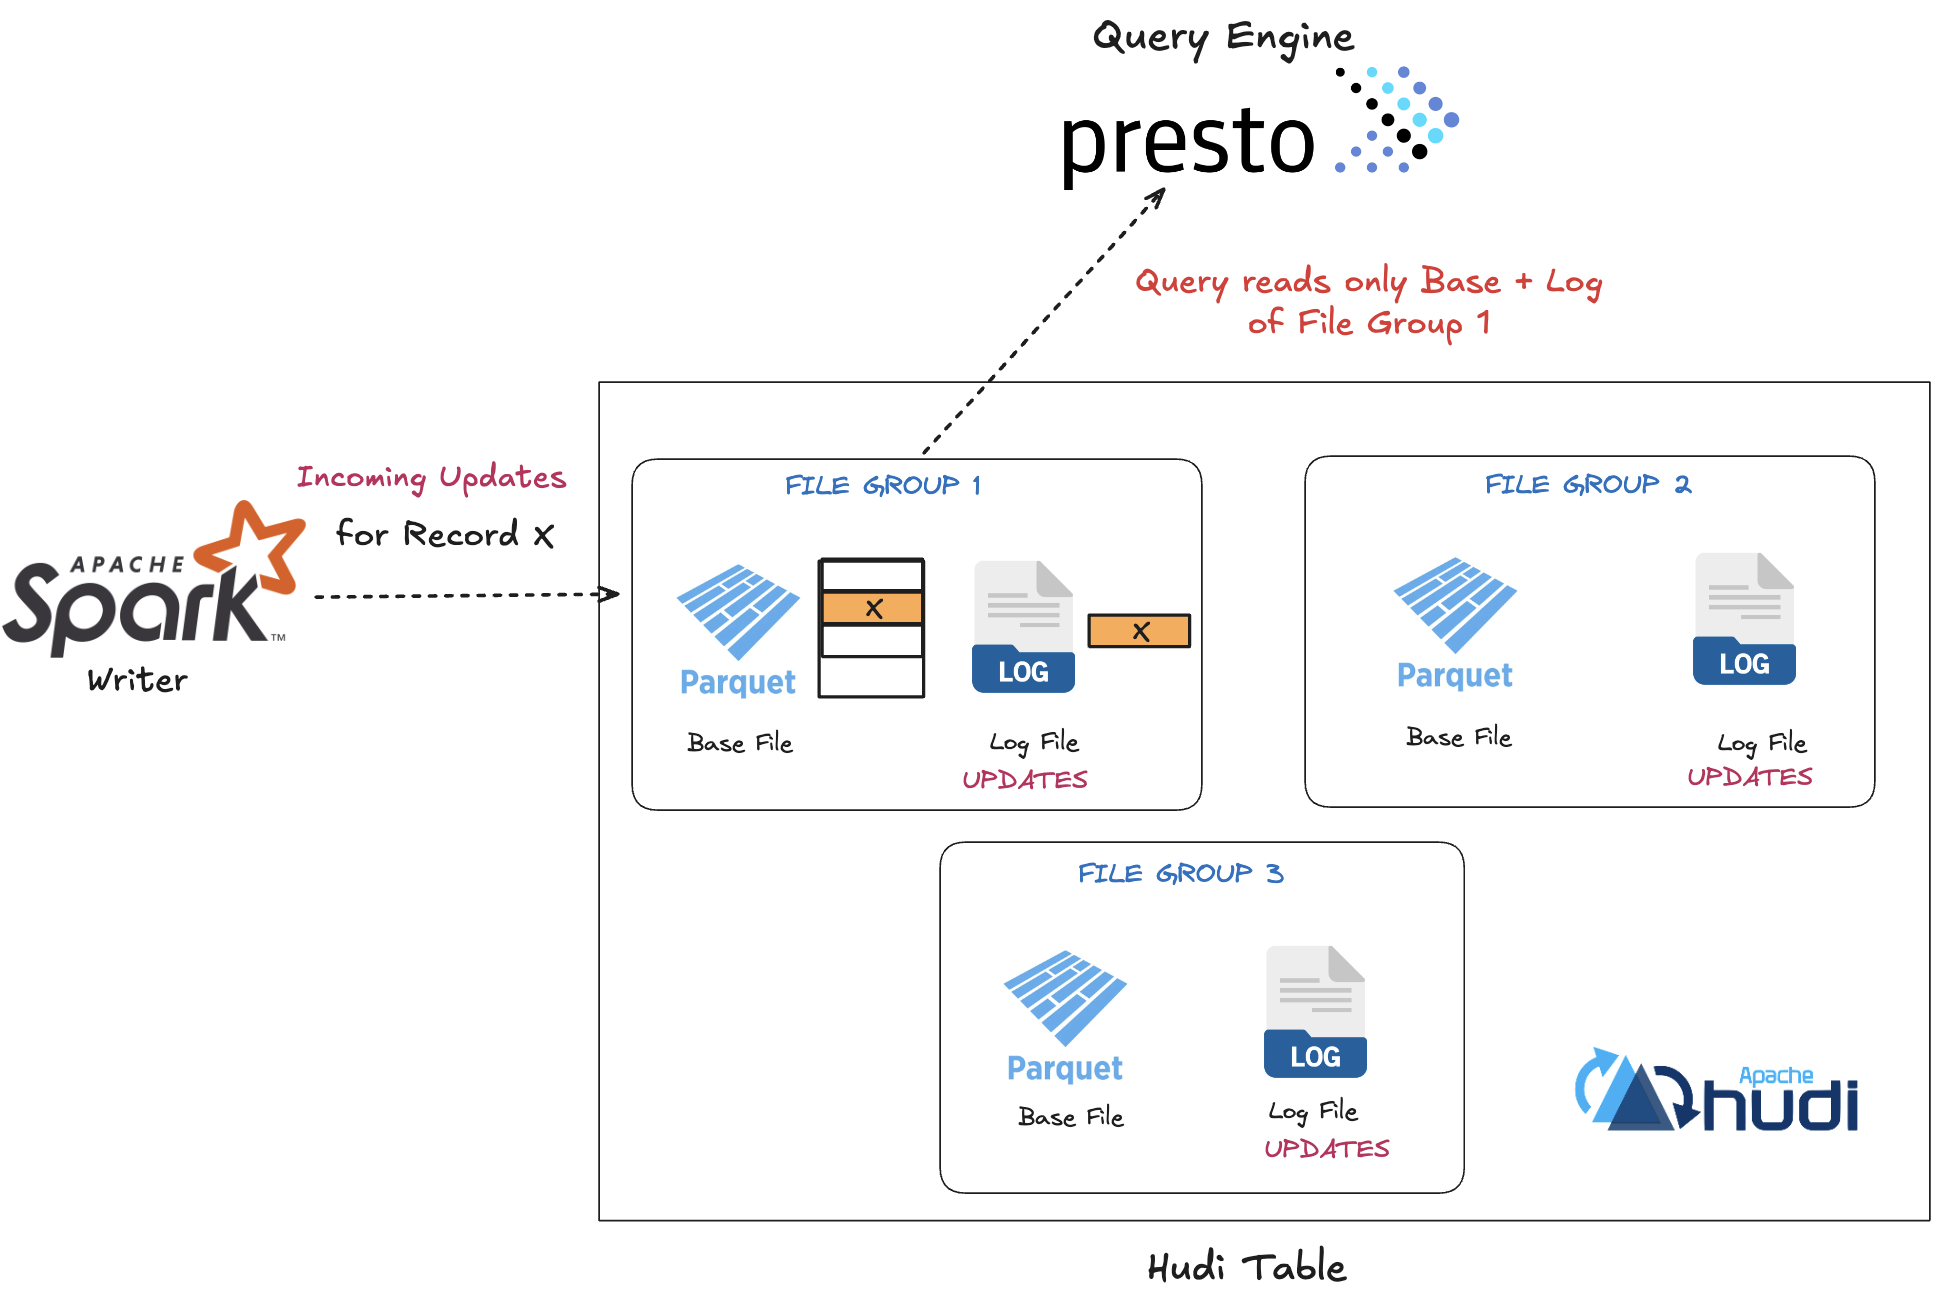 Query Engine
presto
Query reads only Base + Log
of File Group 1
Incoming Updates
for Record X
APACHE
Spark™
Writer
FILE GROUP 1
X
Parquet
Base File
LOG
X
Log File
UPDATES
FILE GROUP 2
Parquet
Base File
LOG
Log File
UPDATES
FILE GROUP 3
Parquet
Base File
LOG
Log File
UPDATES
Apache
hudi
Hudi Table